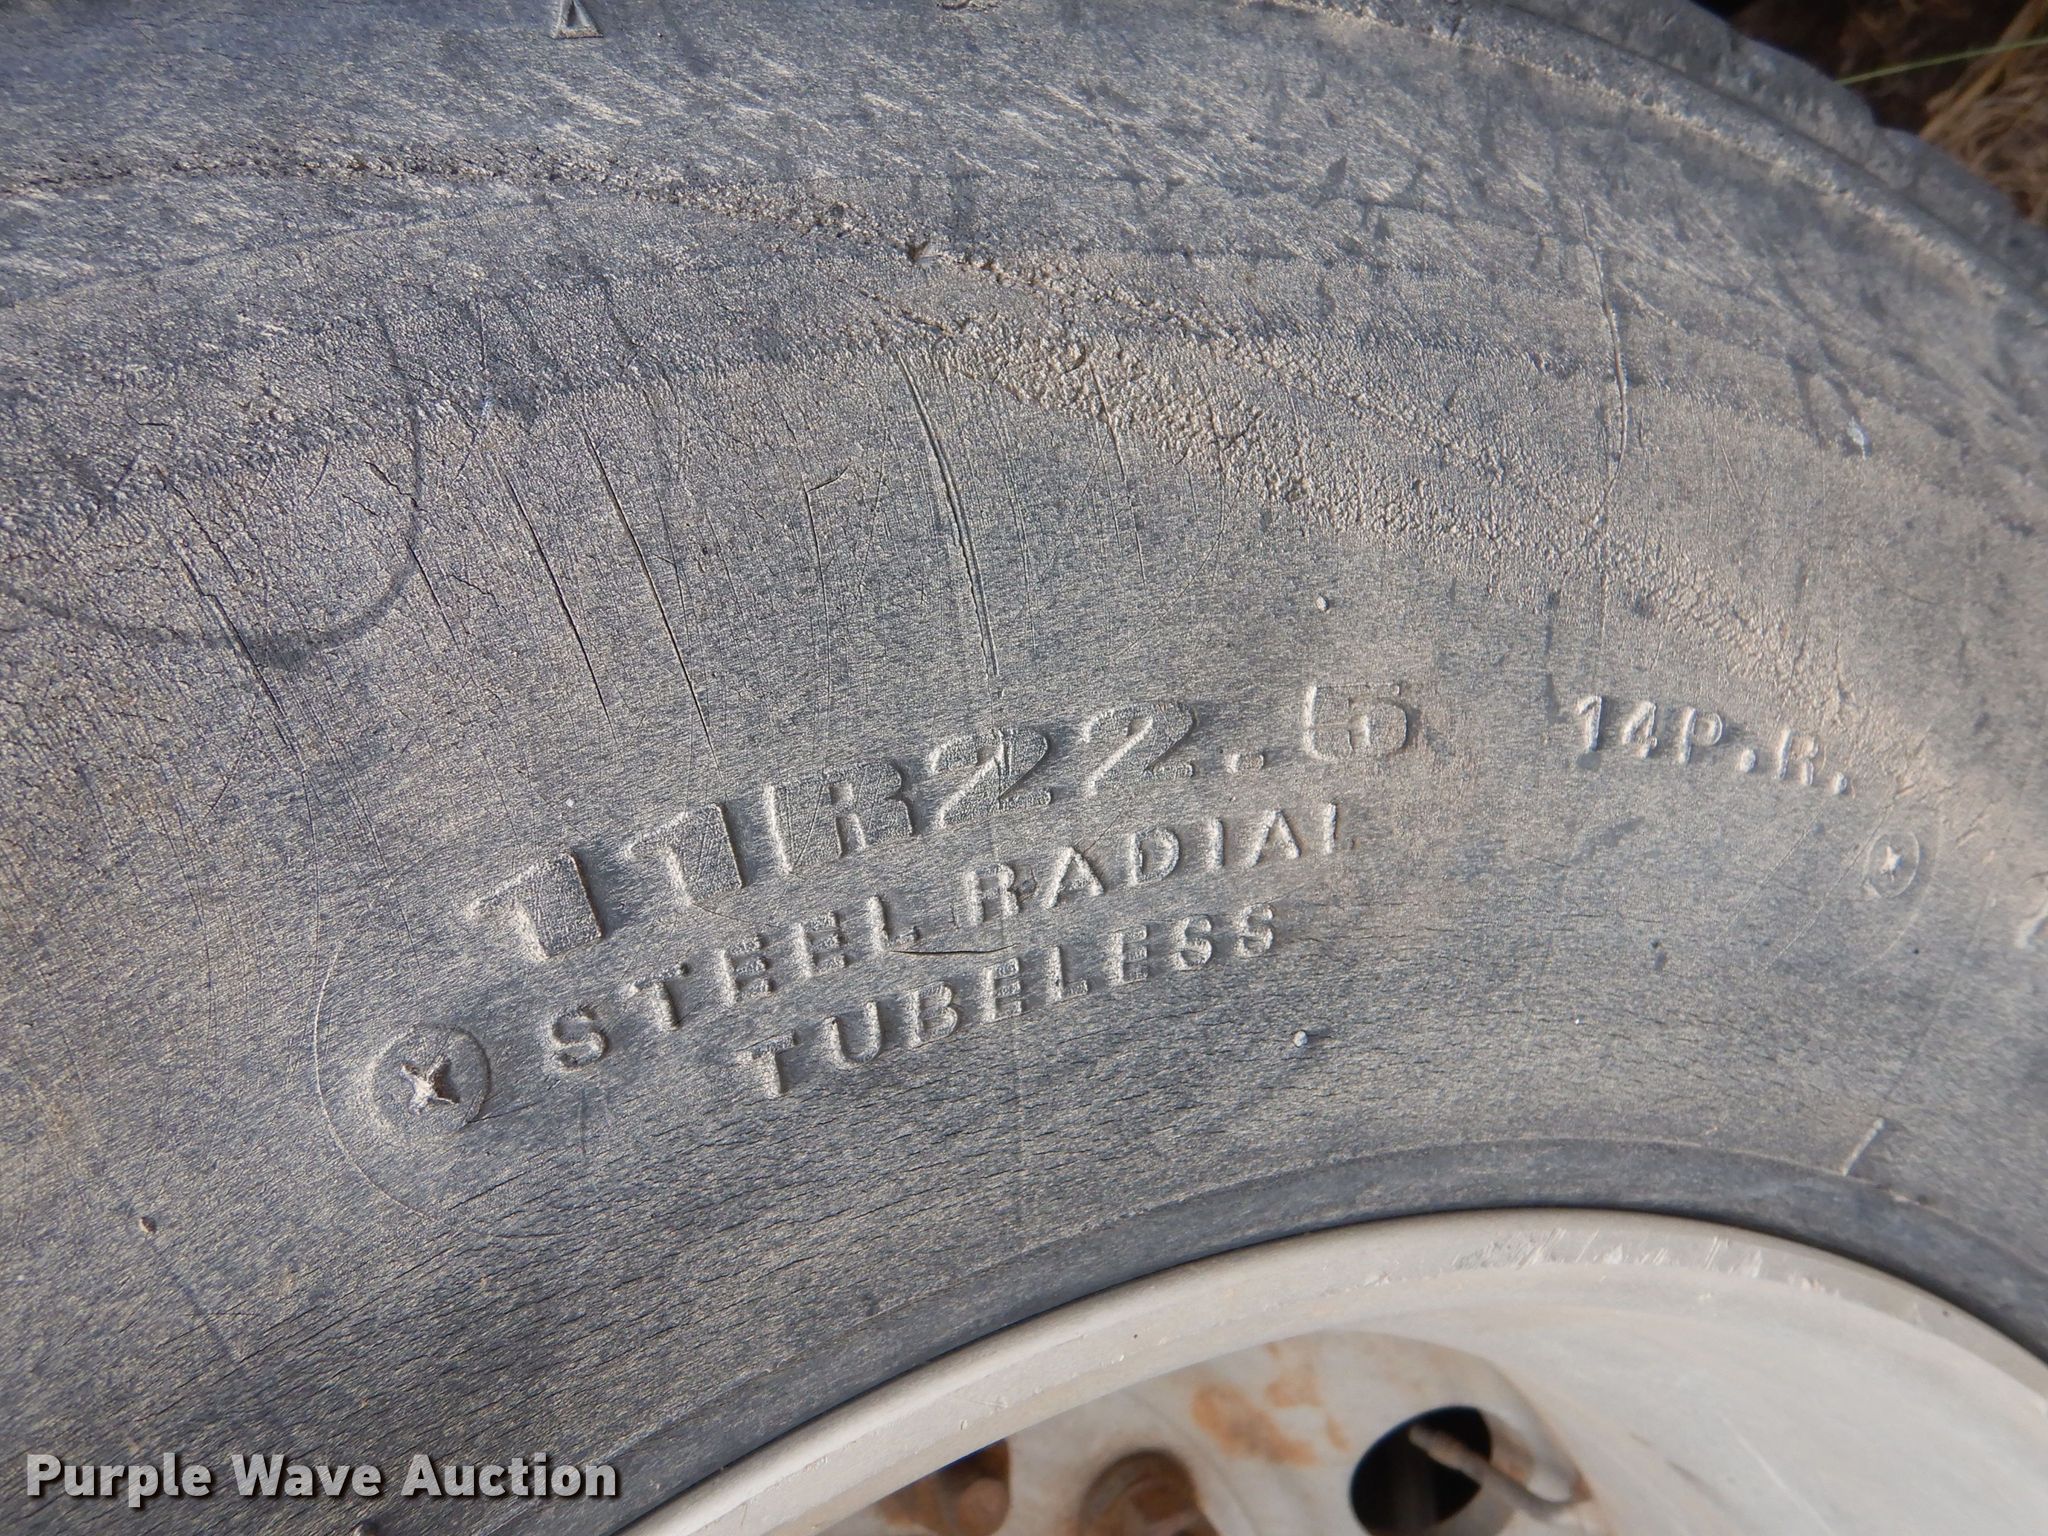 11R22.5 14P.R.
STEEL RADIAL
TUBELESS
Purple Wave Auction